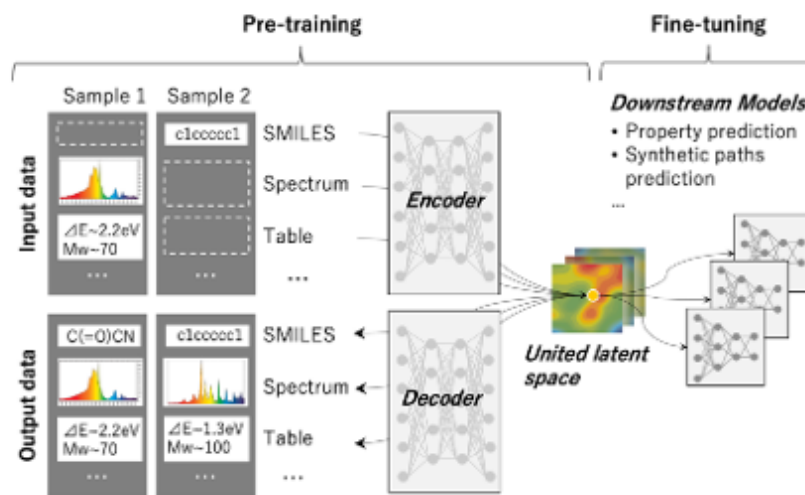 Pre-training
Fine-tuning
Sample 1
Sample 2
Downstream Models
• Property prediction
• Synthetic paths
prediction
...
Input data
c1ccccc1
SMILES
Spectrum
⊿E~2.2eV
Mw~70
Table
...
...
...
Encoder
United latent
space
Output data
C(=O)CN
c1ccccc1
SMILES
Spectrum
⊿E~2.2eV
Mw~70
⊿E~1.3eV
Mw~100
Table
...
...
...
Decoder